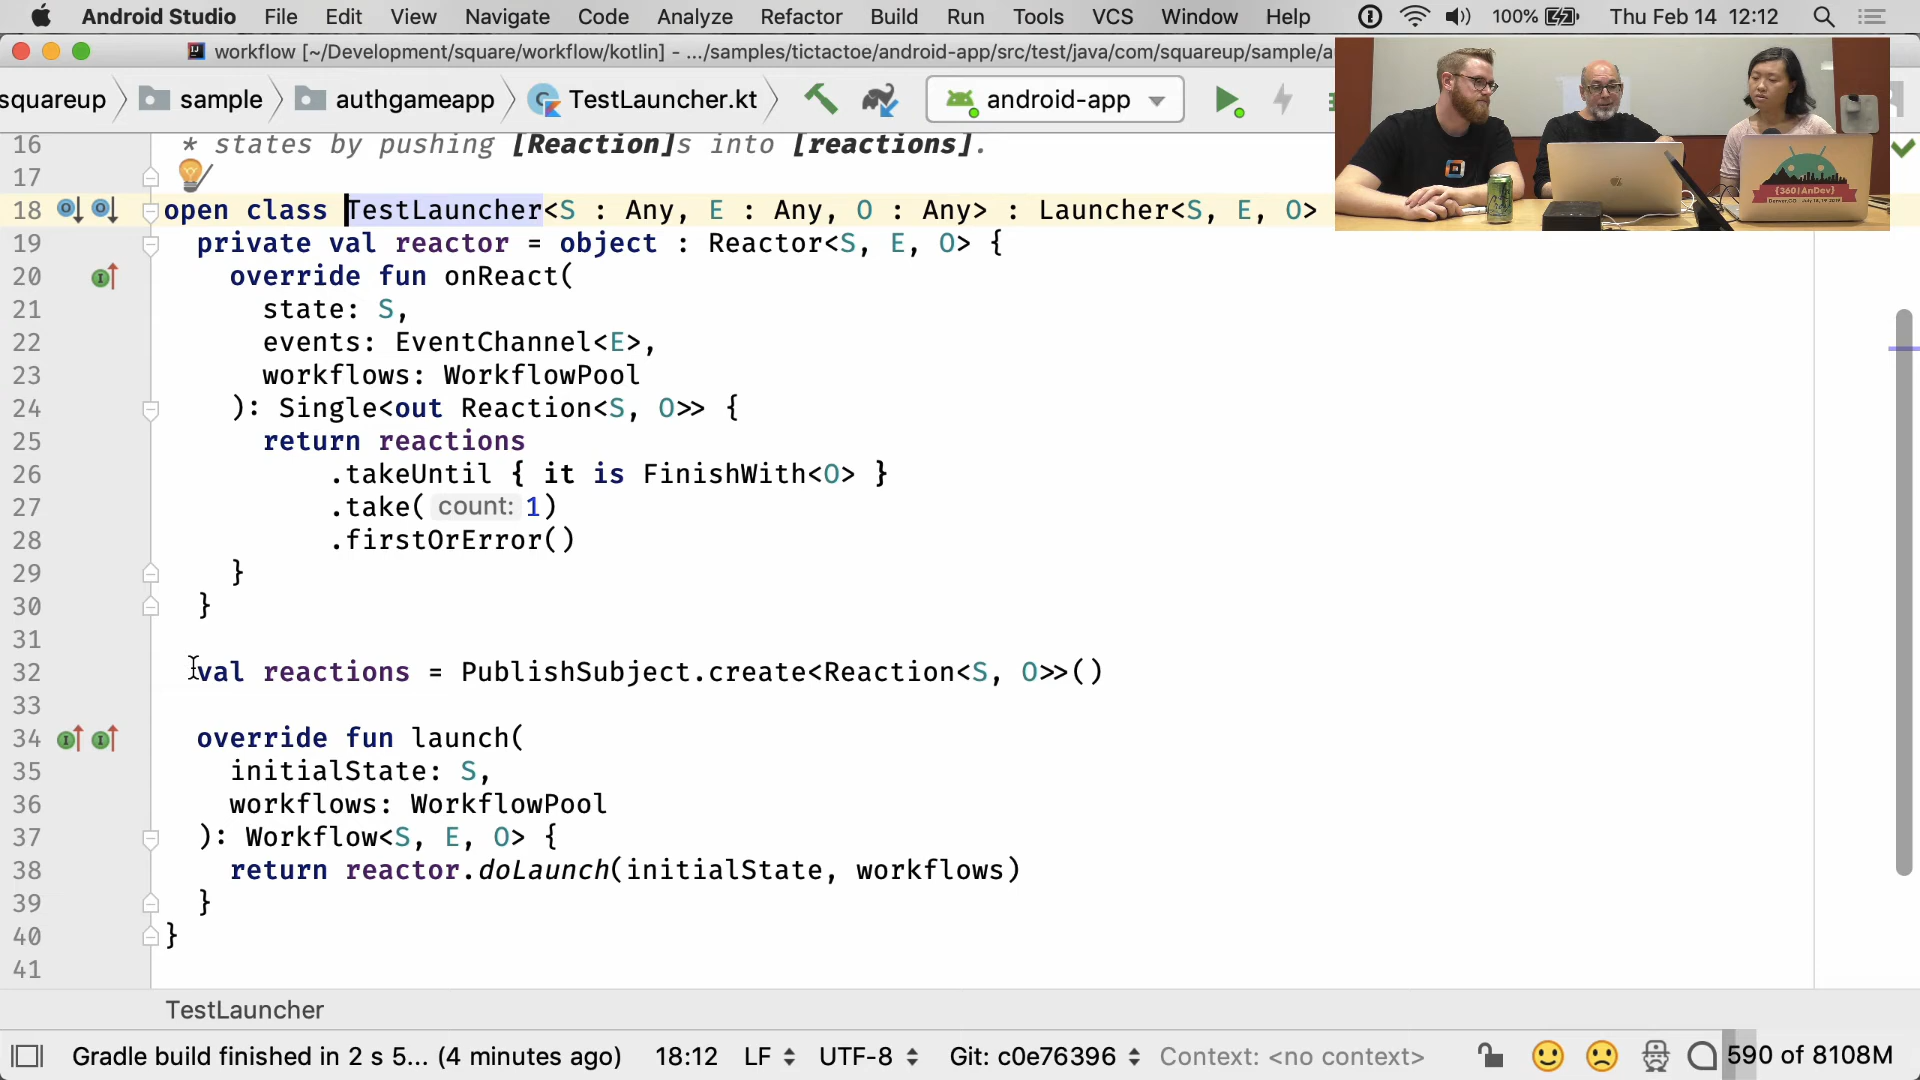 Android Studio File Edit View Navigate Code Analyze Refactor Build Run Tools VCS Window Help 100% Thu Feb 14 12:12
workflow [~/Development/square/workflow/kotlin] - .../samples/tictactoe/android-app/src/test/java/com/squareup/sample/a
squareup sample authgameapp TestLauncher.kt android-app
16 * states by pushing [Reaction]s into [reactions].
17 */
18 open class TestLauncher<S : Any, E : Any, O : Any> : Launcher<S, E, O>
19 private val reactor = object : Reactor<S, E, O> {
20 override fun onReact(
21 state: S,
22 events: EventChannel<E>,
23 workflows: WorkflowPool
24 ): Single<out Reaction<S, O>> {
25 return reactions
26 .takeUntil { it is FinishWith<O> }
27 .take( count: 1)
28 .firstOrError()
29 }
30 }
31
32 val reactions = PublishSubject.create<Reaction<S, O>>()
33
34 override fun launch(
35 initialState: S,
36 workflows: WorkflowPool
37 ): Workflow<S, E, O> {
38 return reactor.doLaunch(initialState, workflows)
39 }
40 }
41
{360|AnDev}
Denver,CO
TestLauncher
Gradle build finished in 2 s 5... (4 minutes ago) 18:12 LF UTF-8 Git: c0e76396 Context: <no context> 590 of 8108M